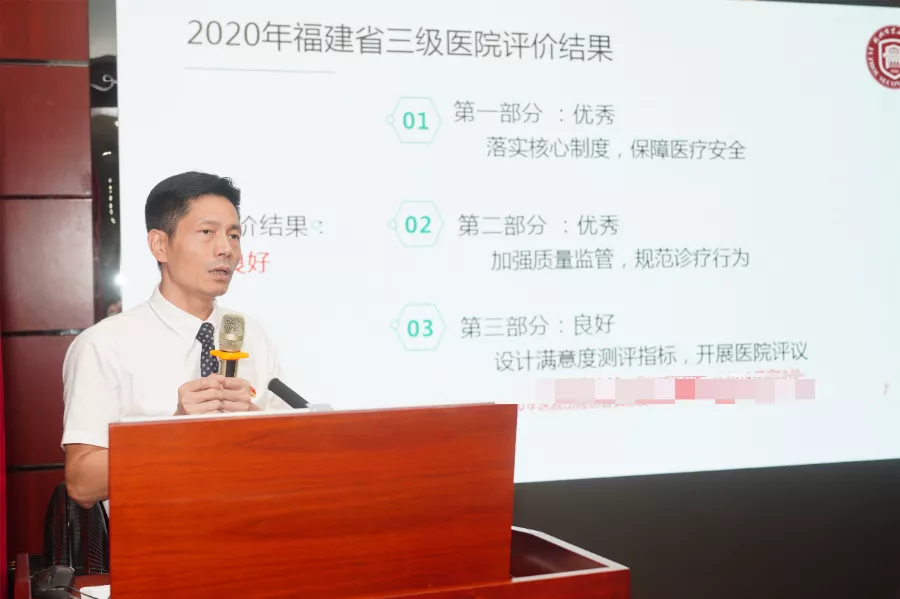 2020年福建省三级医院评价结果
01
第一部分 ：优秀
落实核心制度，保障医疗安全
价结果：
良好
02
第二部分 ：优秀
加强质量监管，规范诊疗行为
03
第三部分：良好
设计满意度测评指标，开展医院评议